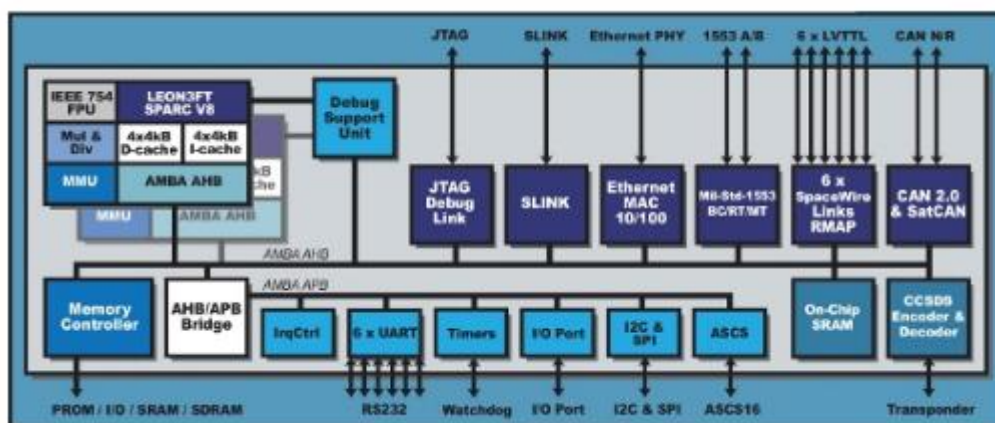 JTAG
SLINK
Ethernet PHY
1553 A/B
6 x LVTTL
CAN N/R
IEEE 754
FPU
LEON3FT
SPARC V8
Mul &
Div
4x4kB
D-cache
4x4kB
I-cache
MMU
AMBA AHB
Debug
Support
Unit
kB
che
MMU
AMBA AHB
JTAG
Debug
Link
SLINK
Ethernet
MAC
10/100
Mil-Std-1553
BC/RT/MT
6 x
SpaceWire
Links
RMAP
CAN 2.0
& SatCAN
AMBA AHB
AMBA APB
Memory
Controller
AHB/APB
Bridge
IrqCtrl
6 x UART
Timers
I/O Port
I2C &
SPI
ASCS
On-Chip
SRAM
CCSDS
Encoder &
Decoder
PROM / I/O / SRAM / SDRAM
RS232
Watchdog
I/O Port
I2C & SPI
ASCS16
Transponder